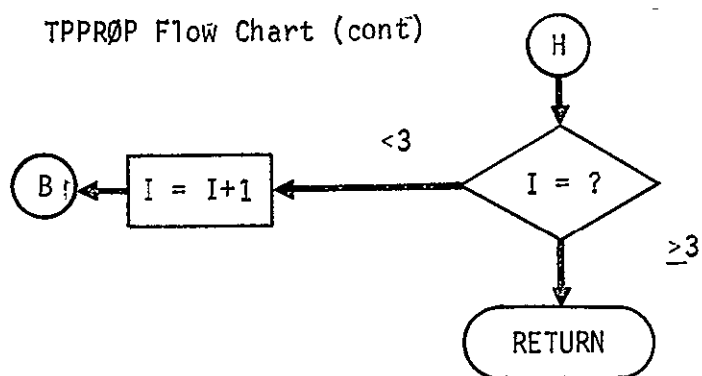 TPPRØP Flow Chart (cont)
H
<3
B
I = I+1
I = ?
≥3
RETURN